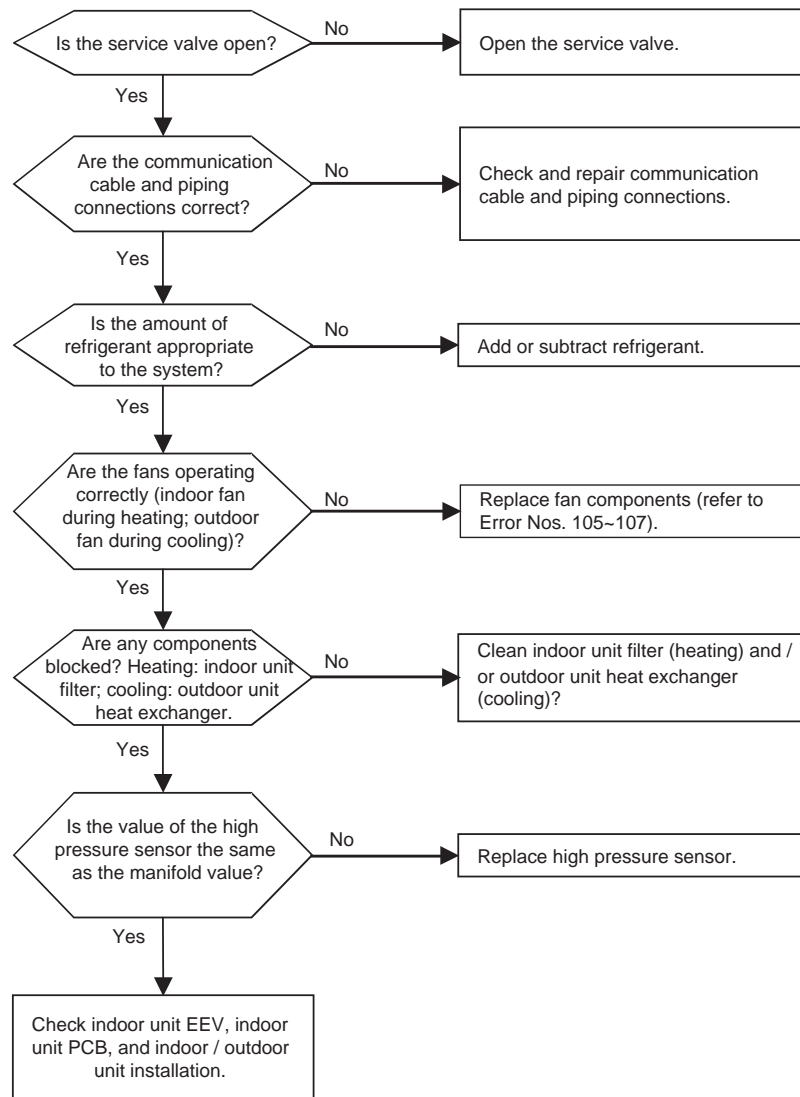 Is the service valve open?
No
Open the service valve.
Yes
Are the communication
cable and piping
connections correct?
No
Check and repair communication
cable and piping connections.
Yes
Is the amount of
refrigerant appropriate
to the system?
No
Add or subtract refrigerant.
Yes
Are the fans operating
correctly (indoor fan
during heating; outdoor
fan during cooling)?
No
Replace fan components (refer to
Error Nos. 105~107).
Yes
Are any components
blocked? Heating: indoor unit
filter; cooling: outdoor unit
heat exchanger.
No
Clean indoor unit filter (heating) and /
or outdoor unit heat exchanger
(cooling)?
Yes
Is the value of the high
pressure sensor the same
as the manifold value?
No
Replace high pressure sensor.
Yes
Check indoor unit EEV, indoor
unit PCB, and indoor / outdoor
unit installation.